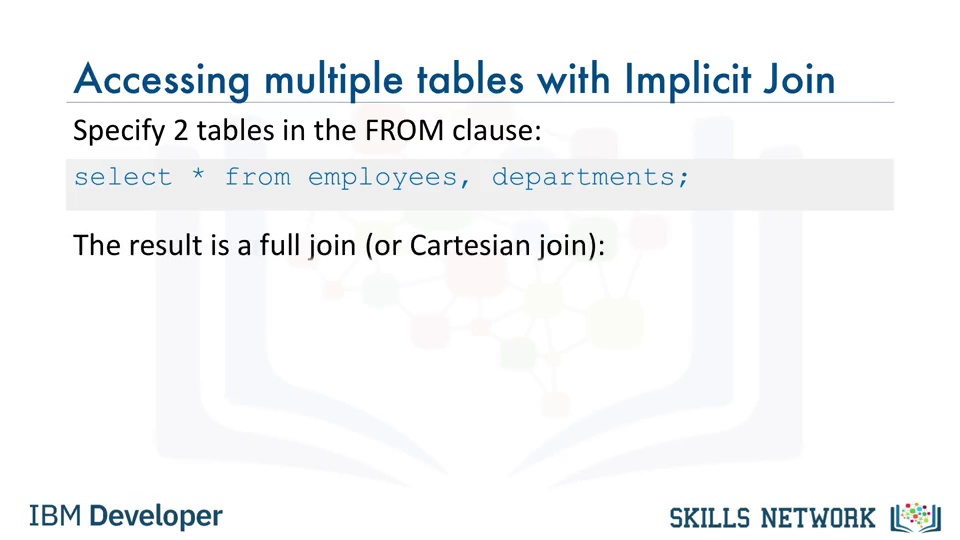 Accessing multiple tables with Implicit Join
Specify 2 tables in the FROM clause:
select * from employees, departments;
The result is a full join (or Cartesian join):
IBM Developer
SKILLS NETWORK